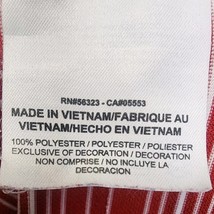 RN#56323 - CA#05553
MADE IN VIETNAM/FABRIQUE AU
VIETNAM/HECHO EN VIETNAM
100% POLYESTER / POLYESTER / POLIESTER
EXCLUSIVE OF DECORATION / DECORATION
NON COMPRISE / NO INCLUYE LA
DECORACION